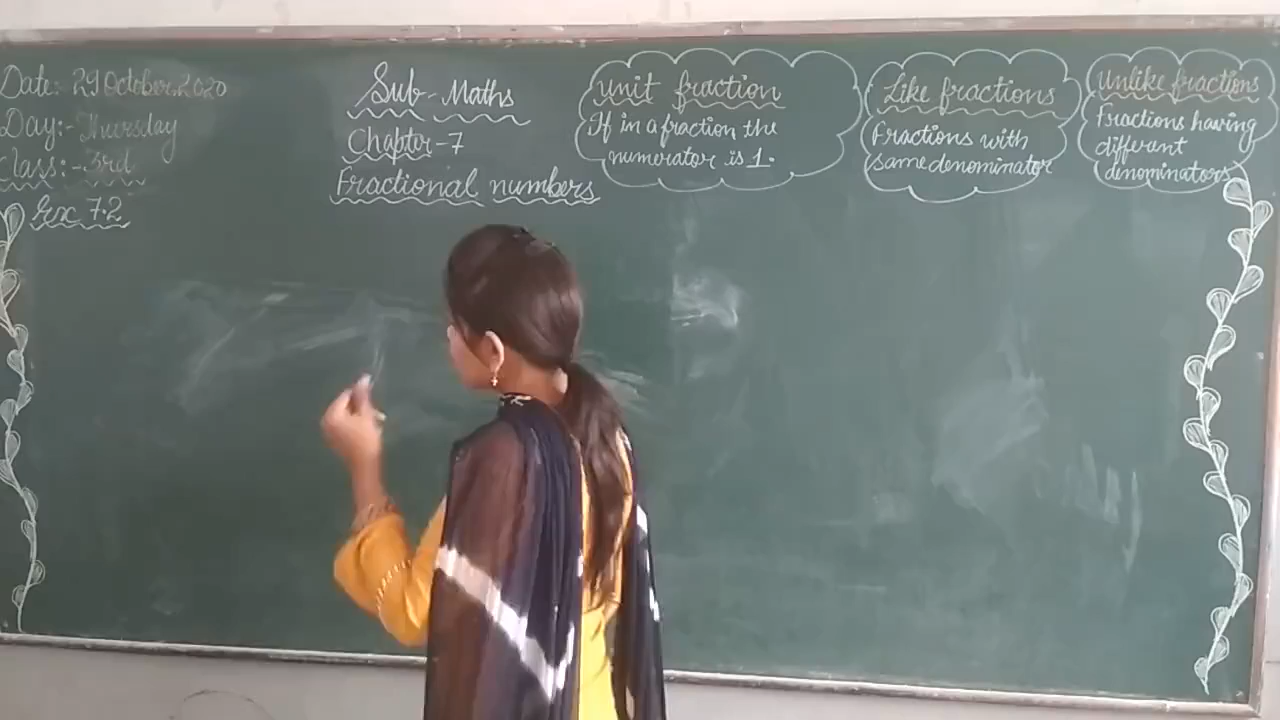 Date:- 29 October, 2020
Day:- Thursday
Class:- 3rd
Exc 7.2
Sub- Maths
Chapter-7
Fractional numbers
Unit fraction
If in a fraction the
numerator is 1.
Like fractions
Fractions with
same denominator
Unlike fractions
Fractions having
different
denominators